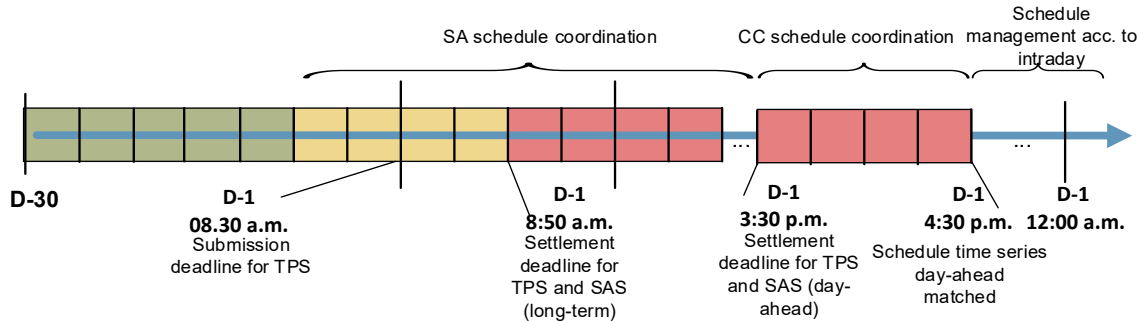 SA schedule coordination
CC schedule coordination
Schedule
management acc. to
intraday
...
...
D-30
D-1
08.30 a.m.
Submission
deadline for TPS
D-1
8:50 a.m.
Settlement
deadline for
TPS and SAS
(long-term)
D-1
3:30 p.m.
Settlement
deadline for TPS
and SAS (day-
ahead)
D-1
4:30 p.m.
Schedule time series
day-ahead
matched
D-1
12:00 a.m.